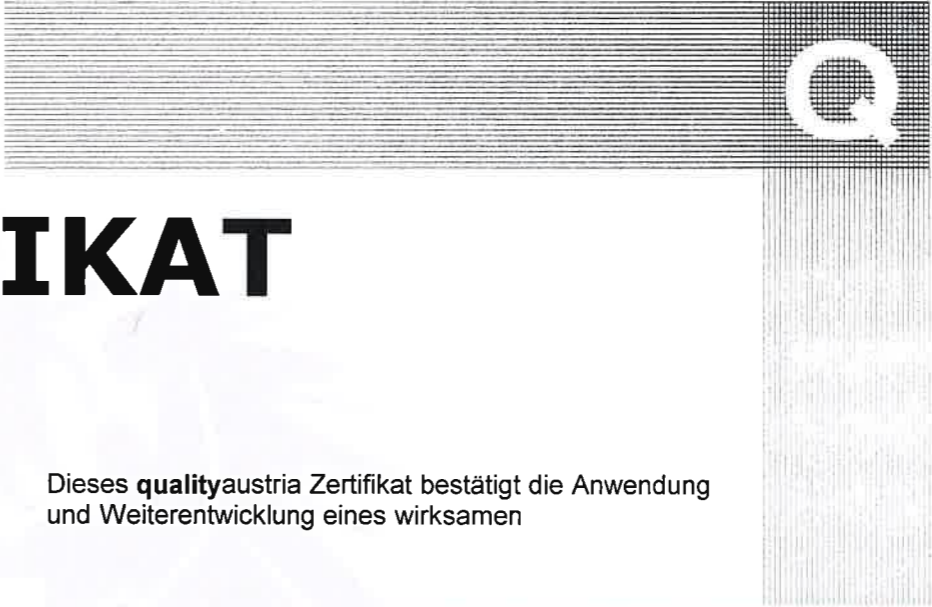 Q
IKAT
Dieses qualityaustria Zertifikat bestätigt die Anwendung
und Weiterentwicklung eines wirksamen